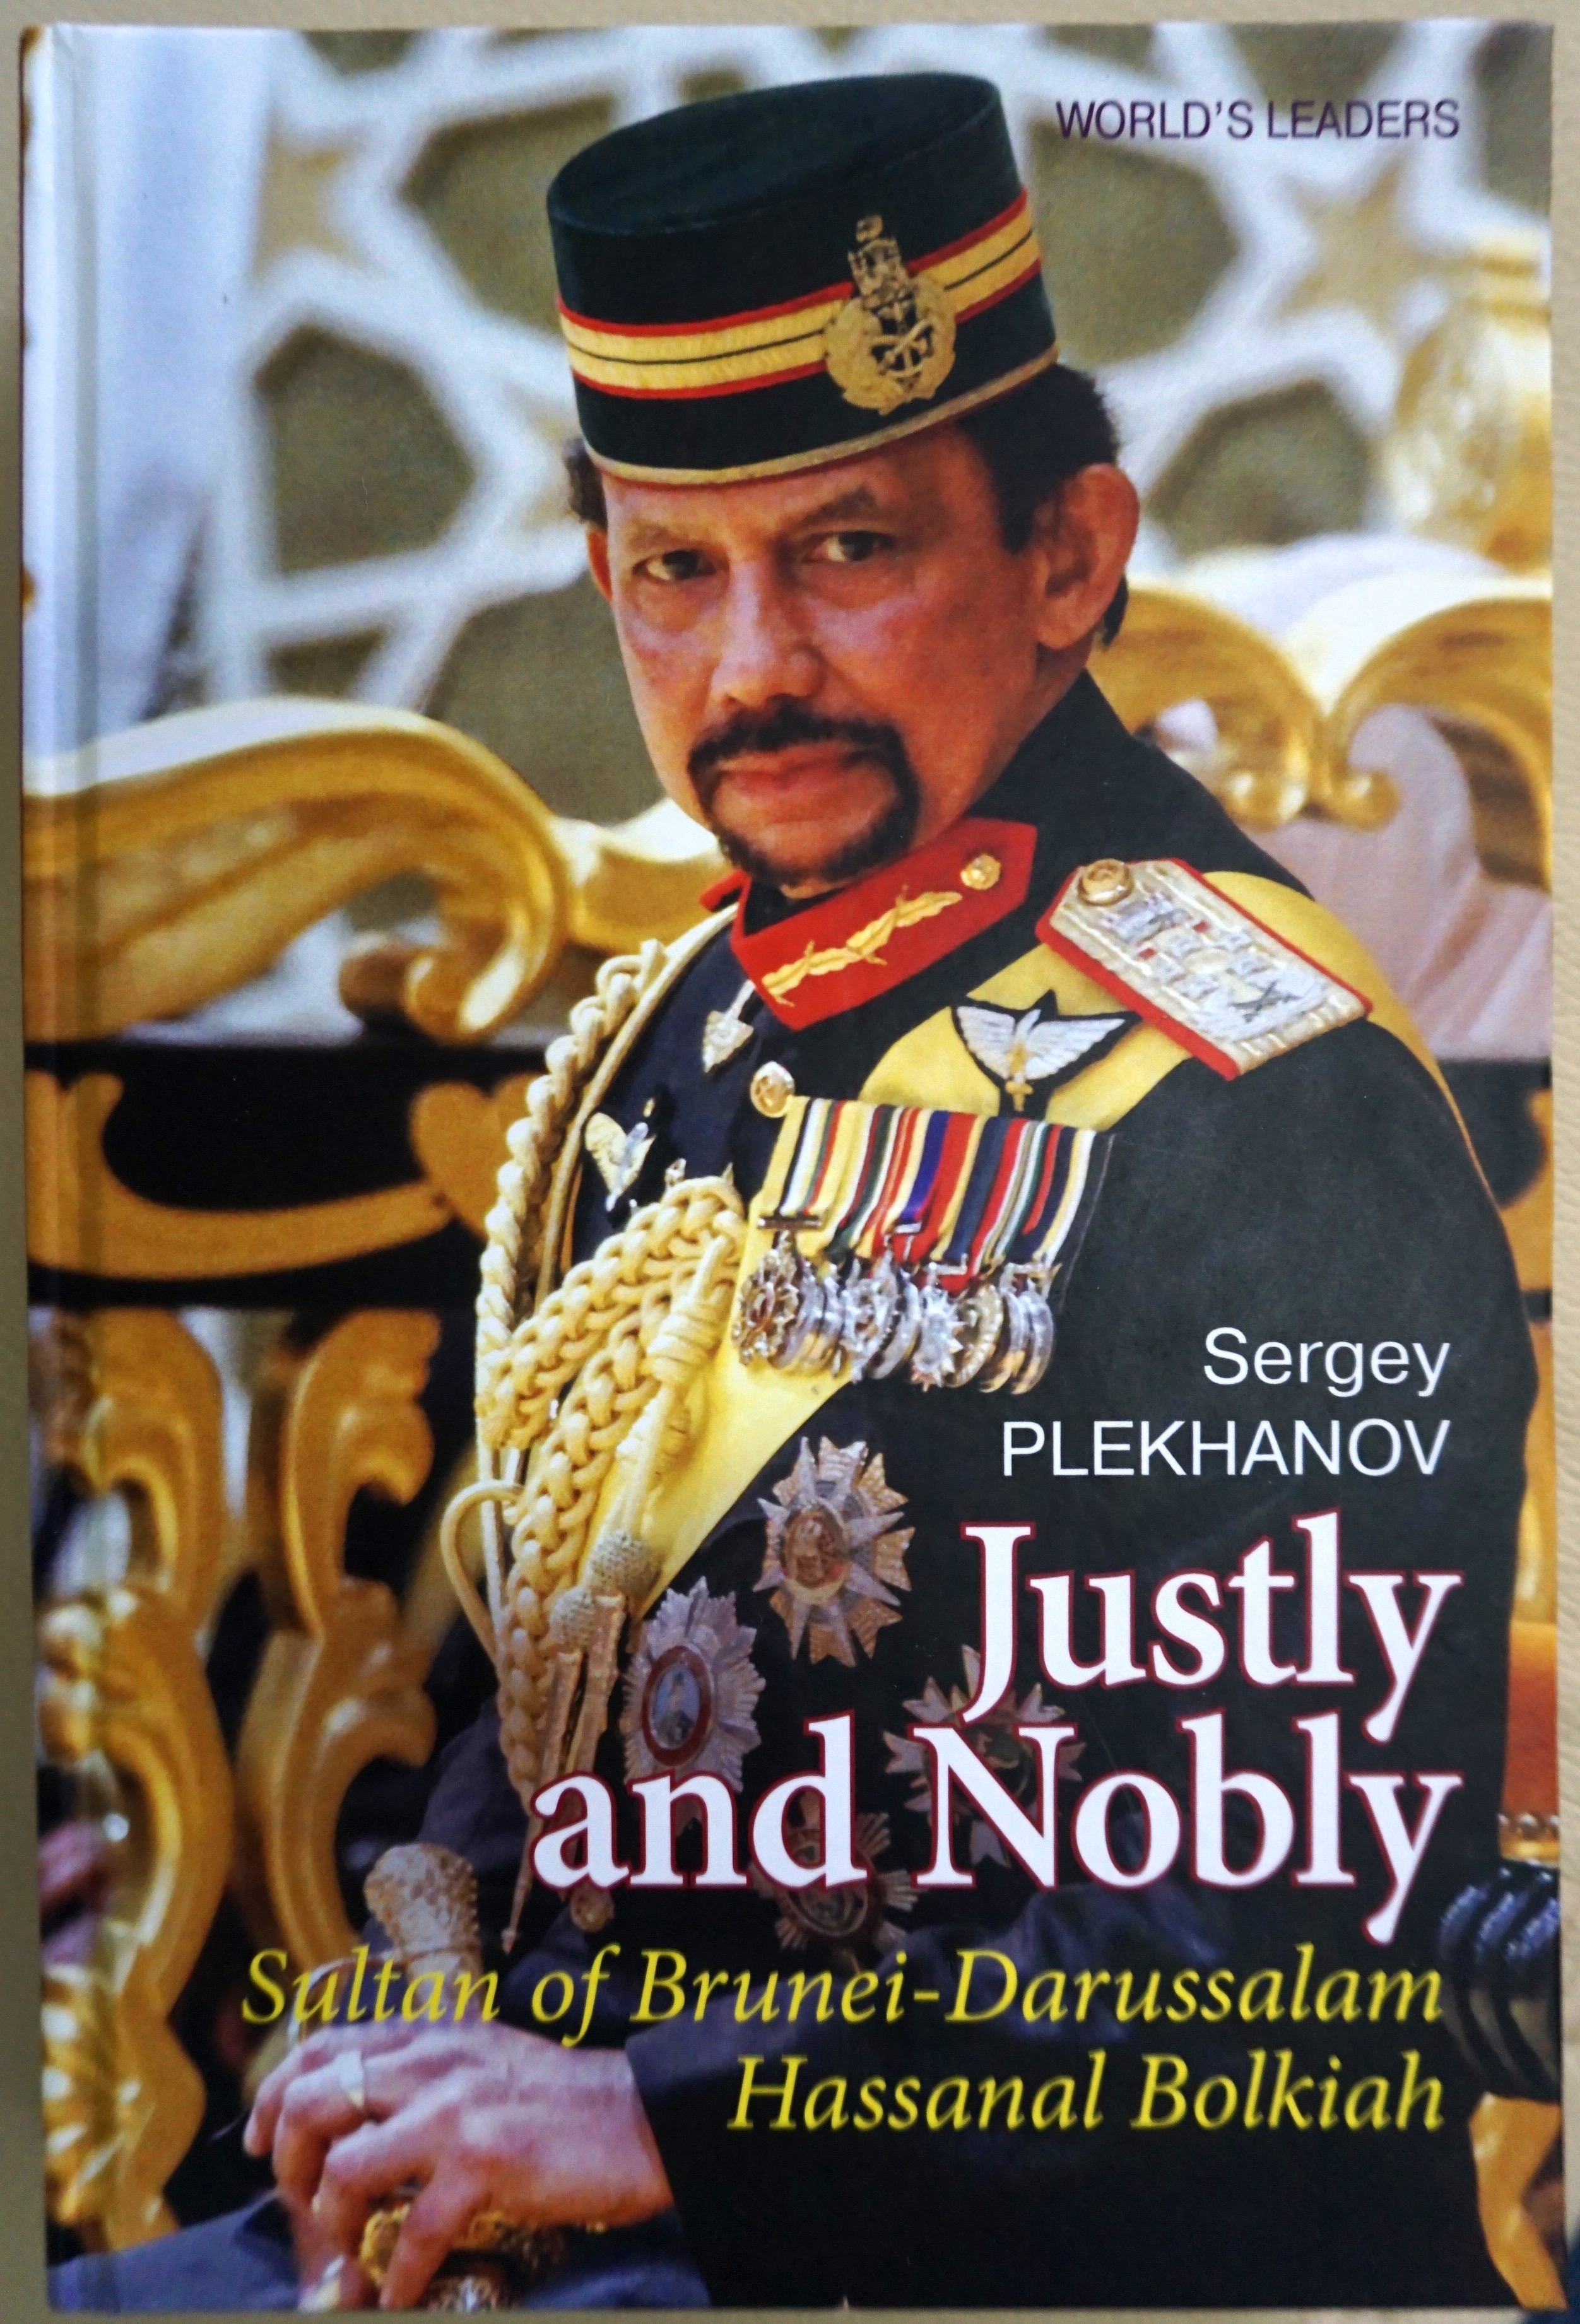 WORLD'S LEADERS
Sergey
PLEKHANOV
Justly
and Nobly
Sultan of Brunei-Darussalam
Hassanal Bolkiah